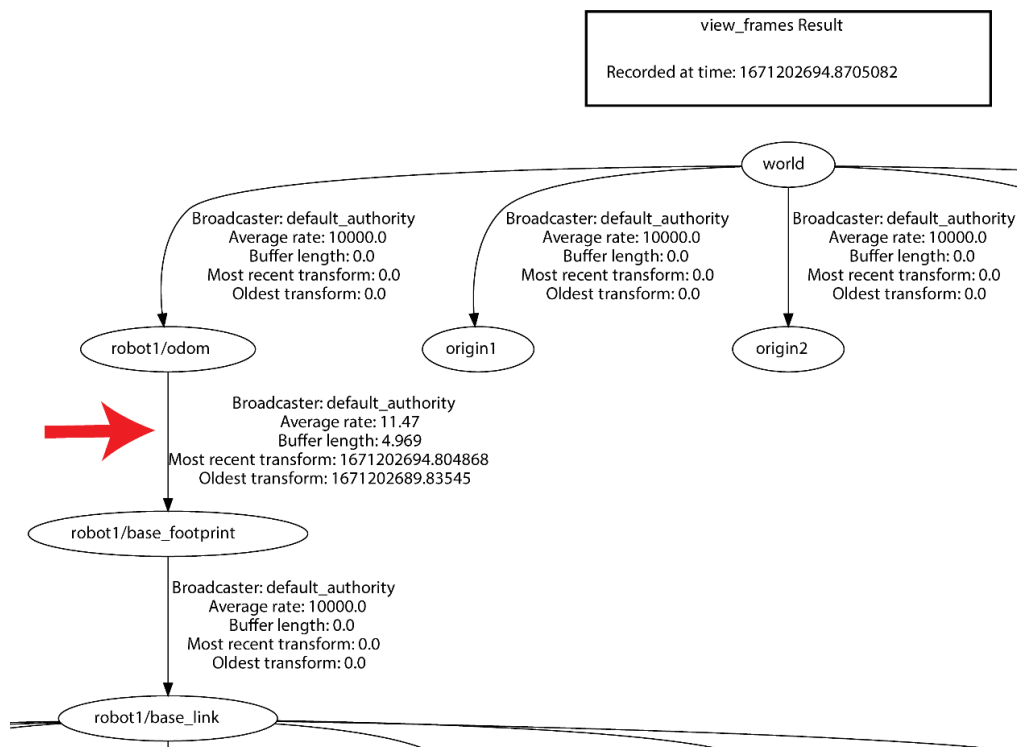 view_frames Result
Recorded at time: 1671202694.8705082
world
Broadcaster: default_authority
Average rate: 10000.0
Buffer length: 0.0
Most recent transform: 0.0
Oldest transform: 0.0
Broadcaster: default_authority
Average rate: 10000.0
Buffer length: 0.0
Most recent transform: 0.0
Oldest transform: 0.0
Broadcaster: default_authority
Average rate: 10000.0
Buffer length: 0.0
Most recent transform: 0.0
Oldest transform: 0.0
robot1/odom
origin1
origin2
Broadcaster: default_authority
Average rate: 11.47
Buffer length: 4.969
Most recent transform: 1671202694.804868
Oldest transform: 1671202689.83545
robot1/base_footprint
Broadcaster: default_authority
Average rate: 10000.0
Buffer length: 0.0
Most recent transform: 0.0
Oldest transform: 0.0
robot1/base_link